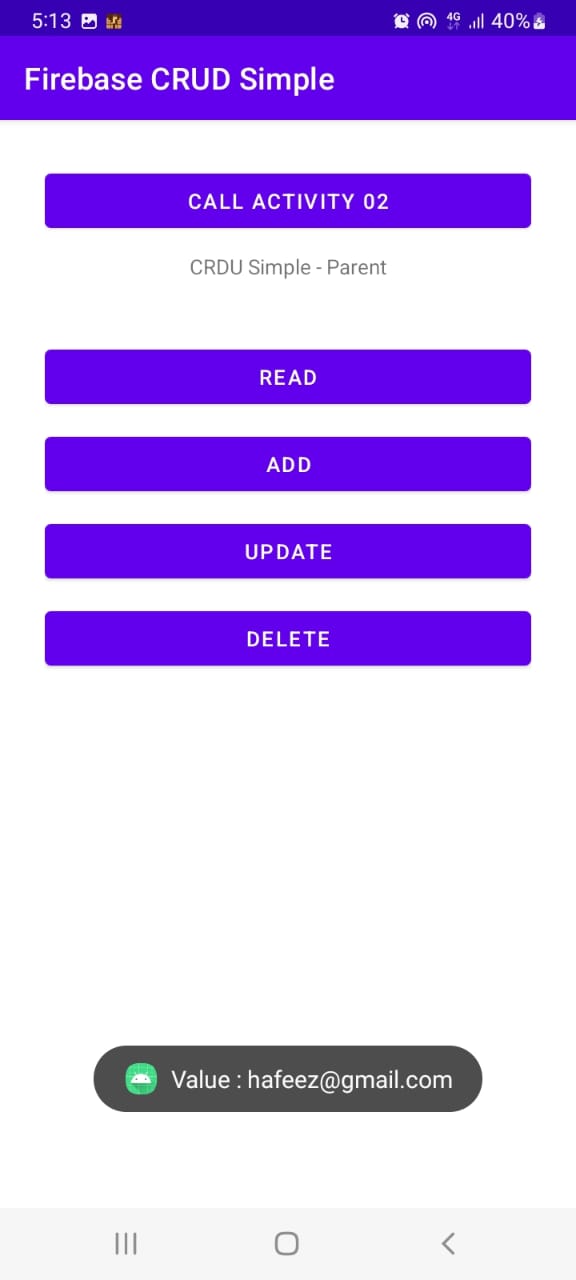 5:13 4G 40%
Firebase CRUD Simple
CALL ACTIVITY 02
CRDU Simple - Parent
READ
ADD
UPDATE
DELETE
Value : hafeez@gmail.com